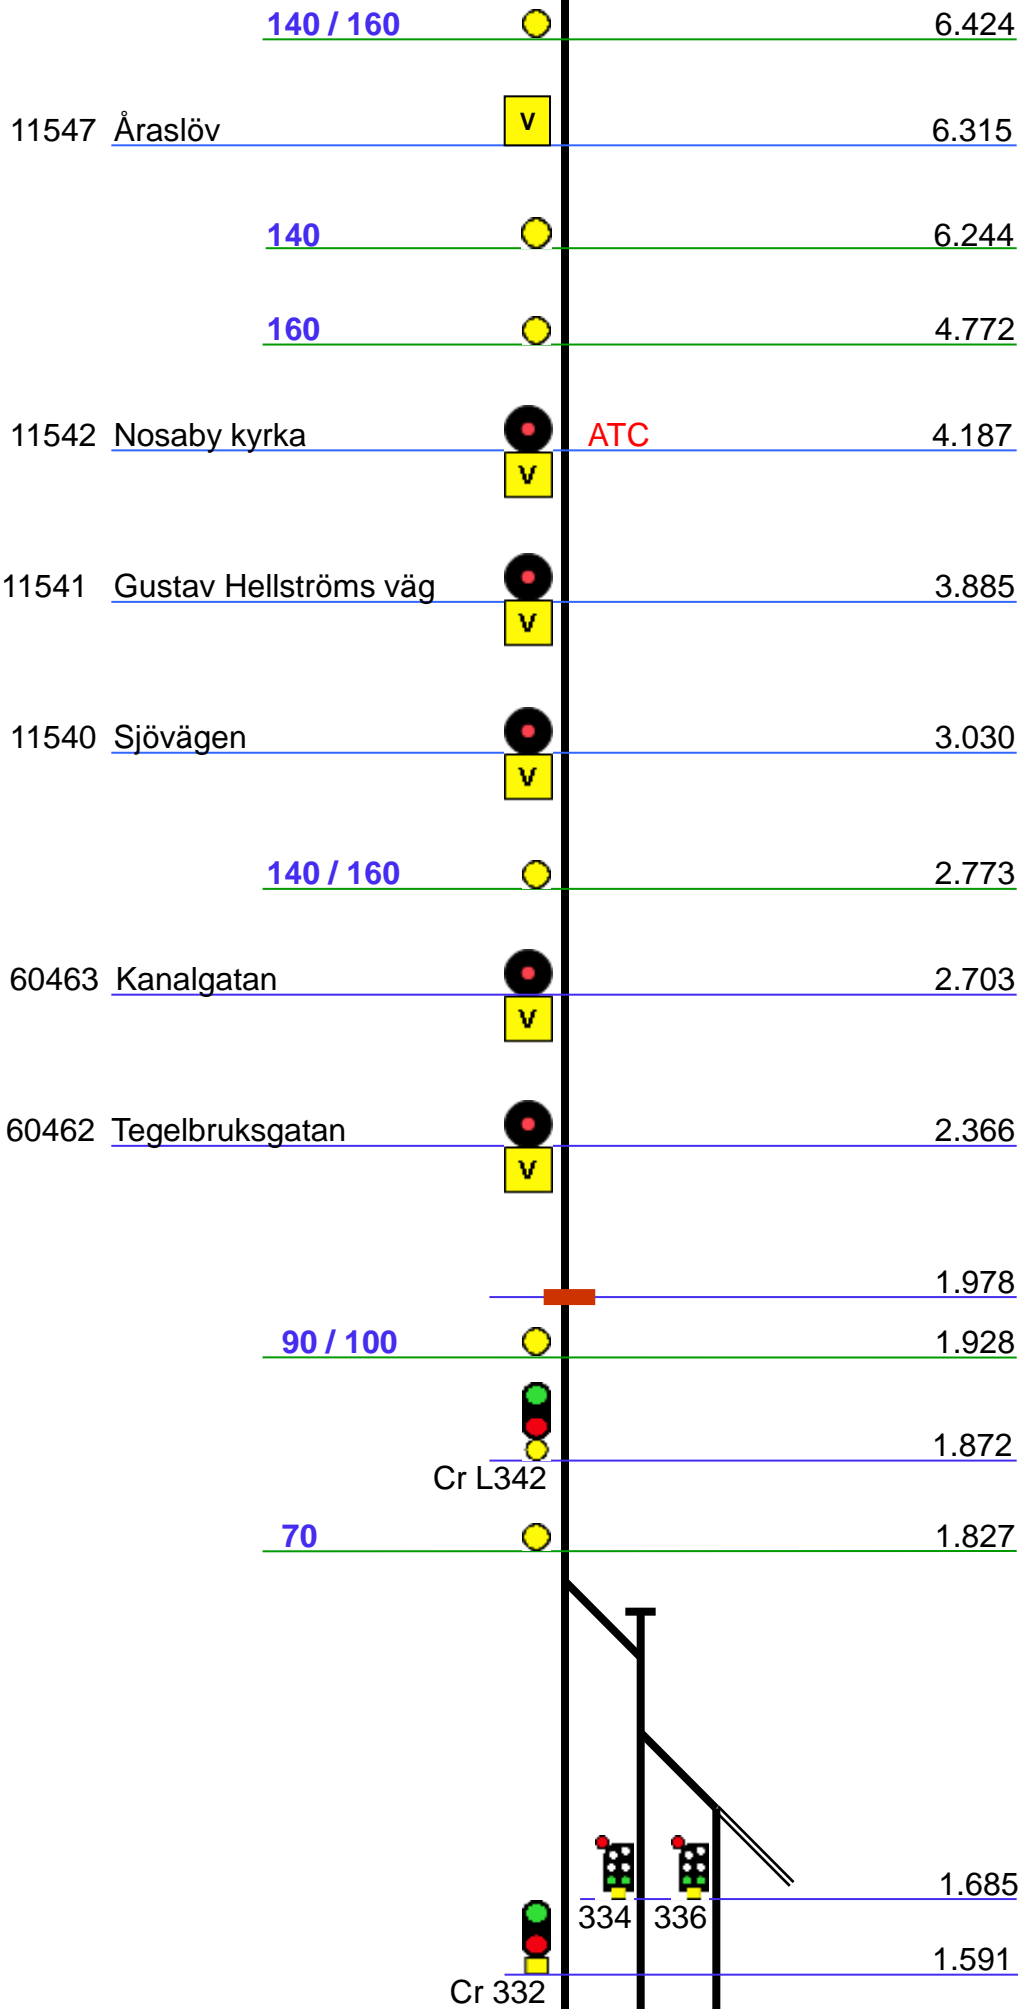 140 / 160 6.424
11547 Åraslöv V 6.315
140 6.244
160 4.772
11542 Nosaby kyrka ATC 4.187
V
11541 Gustav Hellströms väg 3.885
V
11540 Sjövägen 3.030
V
140 / 160 2.773
60463 Kanalgatan 2.703
V
60462 Tegelbruksgatan 2.366
V
1.978
90 / 100 1.928
1.872
Cr L342
70 1.827
1.685
334 336
1.591
Cr 332